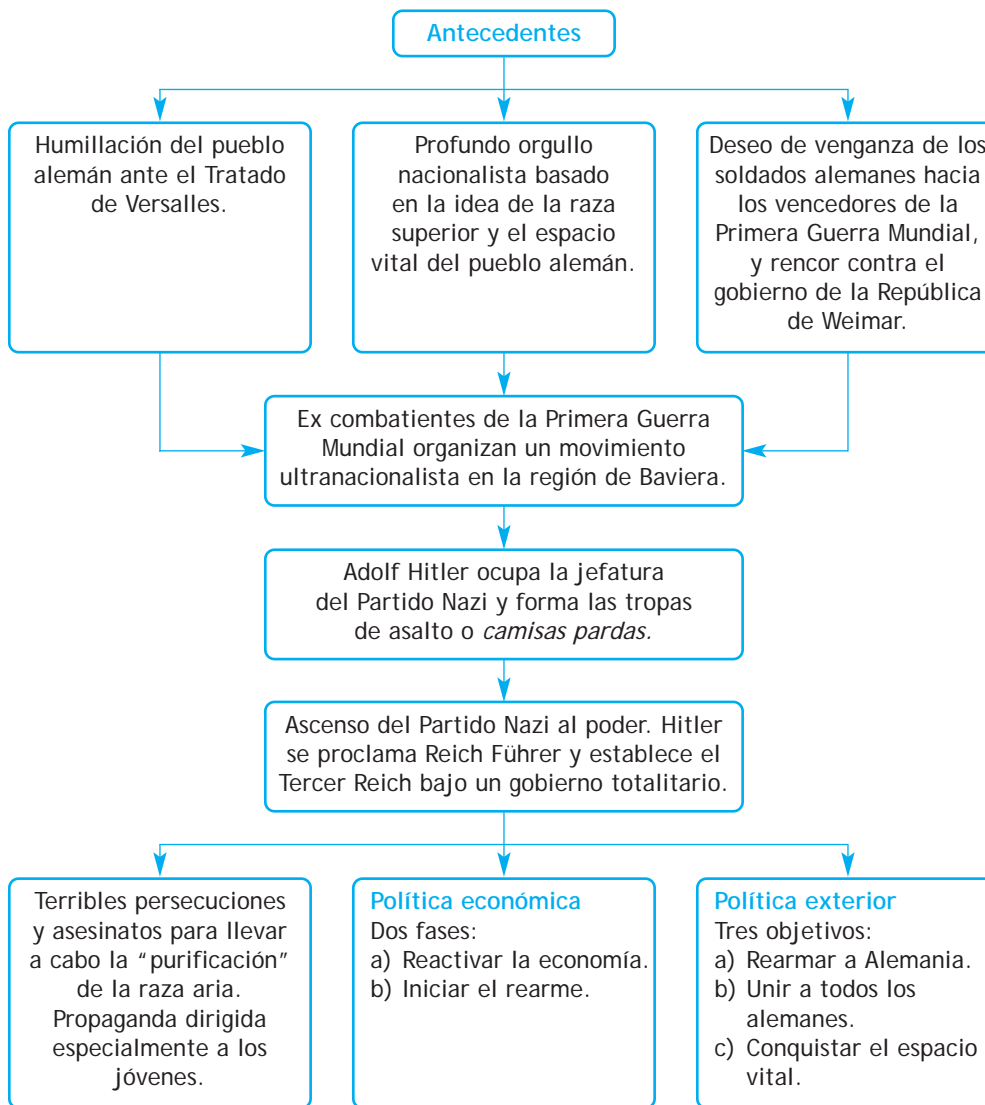 Antecedentes
Humillación del pueblo
alemán ante el Tratado
de Versalles.
Profundo orgullo
nacionalista basado
en la idea de la raza
superior y el espacio
vital del pueblo alemán.
Deseo de venganza de los
soldados alemanes hacia
los vencedores de la
Primera Guerra Mundial,
y rencor contra el
gobierno de la República
de Weimar.
Ex combatientes de la Primera Guerra
Mundial organizan un movimiento
ultranacionalista en la región de Baviera.
Adolf Hitler ocupa la jefatura
del Partido Nazi y forma las tropas
de asalto o camisas pardas.
Ascenso del Partido Nazi al poder. Hitler
se proclama Reich Führer y establece el
Tercer Reich bajo un gobierno totalitario.
Terribles persecuciones
y asesinatos para llevar
a cabo la “purificación”
de la raza aria.
Propaganda dirigida
especialmente a los
jóvenes.
Política económica
Dos fases:
a) Reactivar la economía.
b) Iniciar el rearme.
Política exterior
Tres objetivos:
a) Rearmar a Alemania.
b) Unir a todos los
alemanes.
c) Conquistar el espacio
vital.